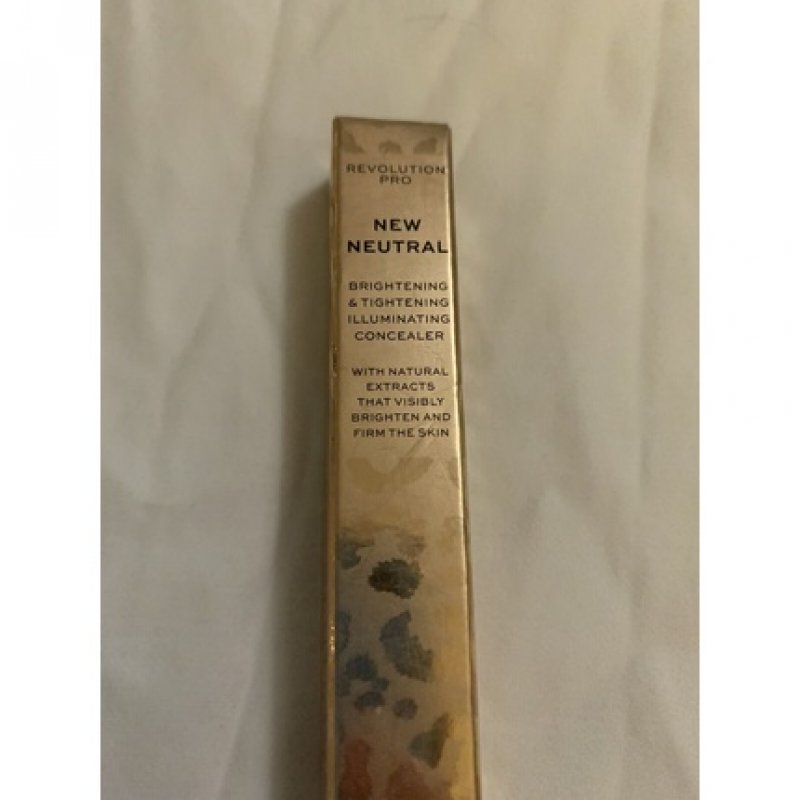 REVOLUTION
PRO
NEW
NEUTRAL
BRIGHTENING
& TIGHTENING
ILLUMINATING
CONCEALER
WITH NATURAL
EXTRACTS
THAT VISIBLY
BRIGHTEN AND
FIRM THE SKIN